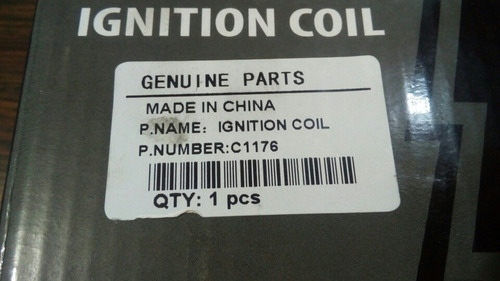 IGNITION COIL
GENUINE PARTS
MADE IN CHINA
P.NAME: IGNITION COIL
P.NUMBER:C1176
QTY: 1 pcs